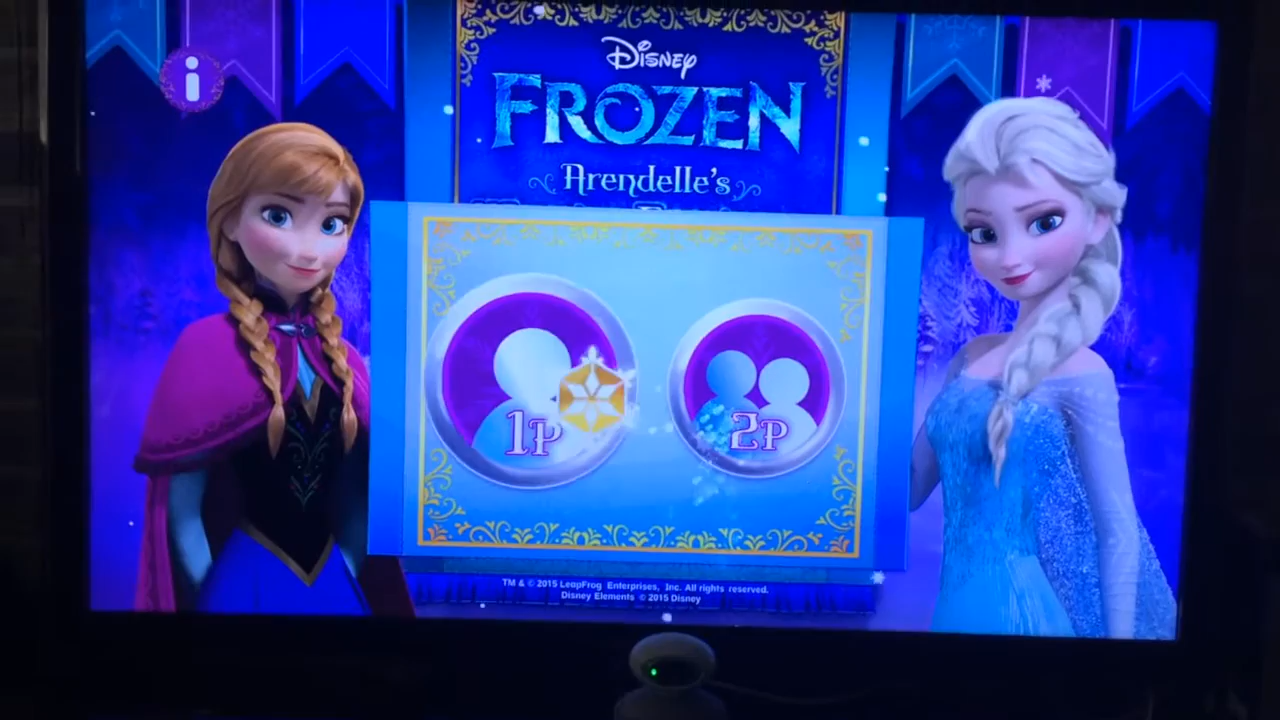 i
Disney
FROZEN
Arendelle's
1P
2P
TM & © 2015 LeapFrog Enterprises, Inc. All rights reserved.
Disney Elements © 2015 Disney